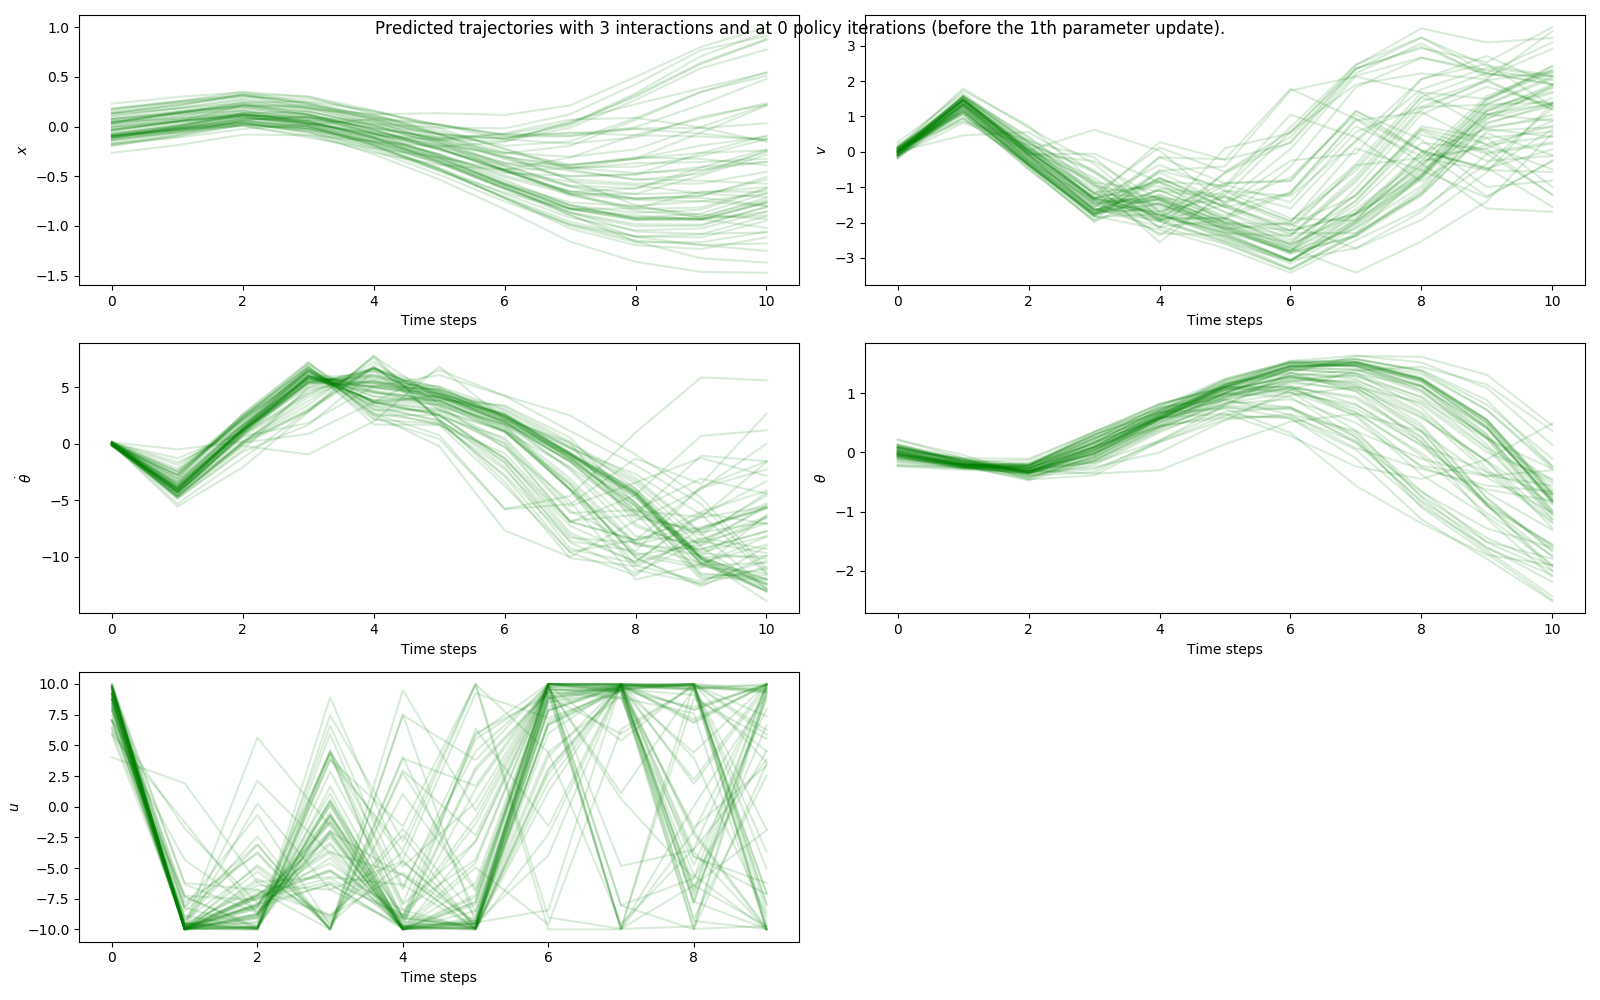 Predicted trajectories with 3 interactions and at 0 policy iterations (before the 1th parameter update).
1.0
0.5
0.0
−0.5
−1.0
−1.5
x
0 2 4 6 8 10
Time steps
3
2
1
0
−1
−2
−3
v
0 2 4 6 8 10
Time steps
5
0
−5
−10
θ̇
0 2 4 6 8 10
Time steps
1
0
−1
−2
θ
0 2 4 6 8 10
Time steps
10.0
7.5
5.0
2.5
0.0
−2.5
−5.0
−7.5
−10.0
u
0 2 4 6 8
Time steps